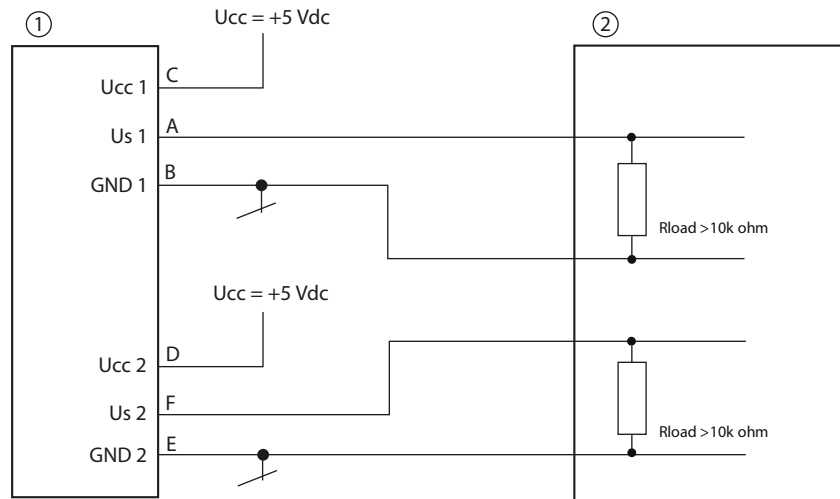 1
2
Ucc = +5 Vdc
Ucc 1
C
Us 1
A
GND 1
B
Rload >10k ohm
Ucc = +5 Vdc
Ucc 2
D
Us 2
F
Rload >10k ohm
GND 2
E